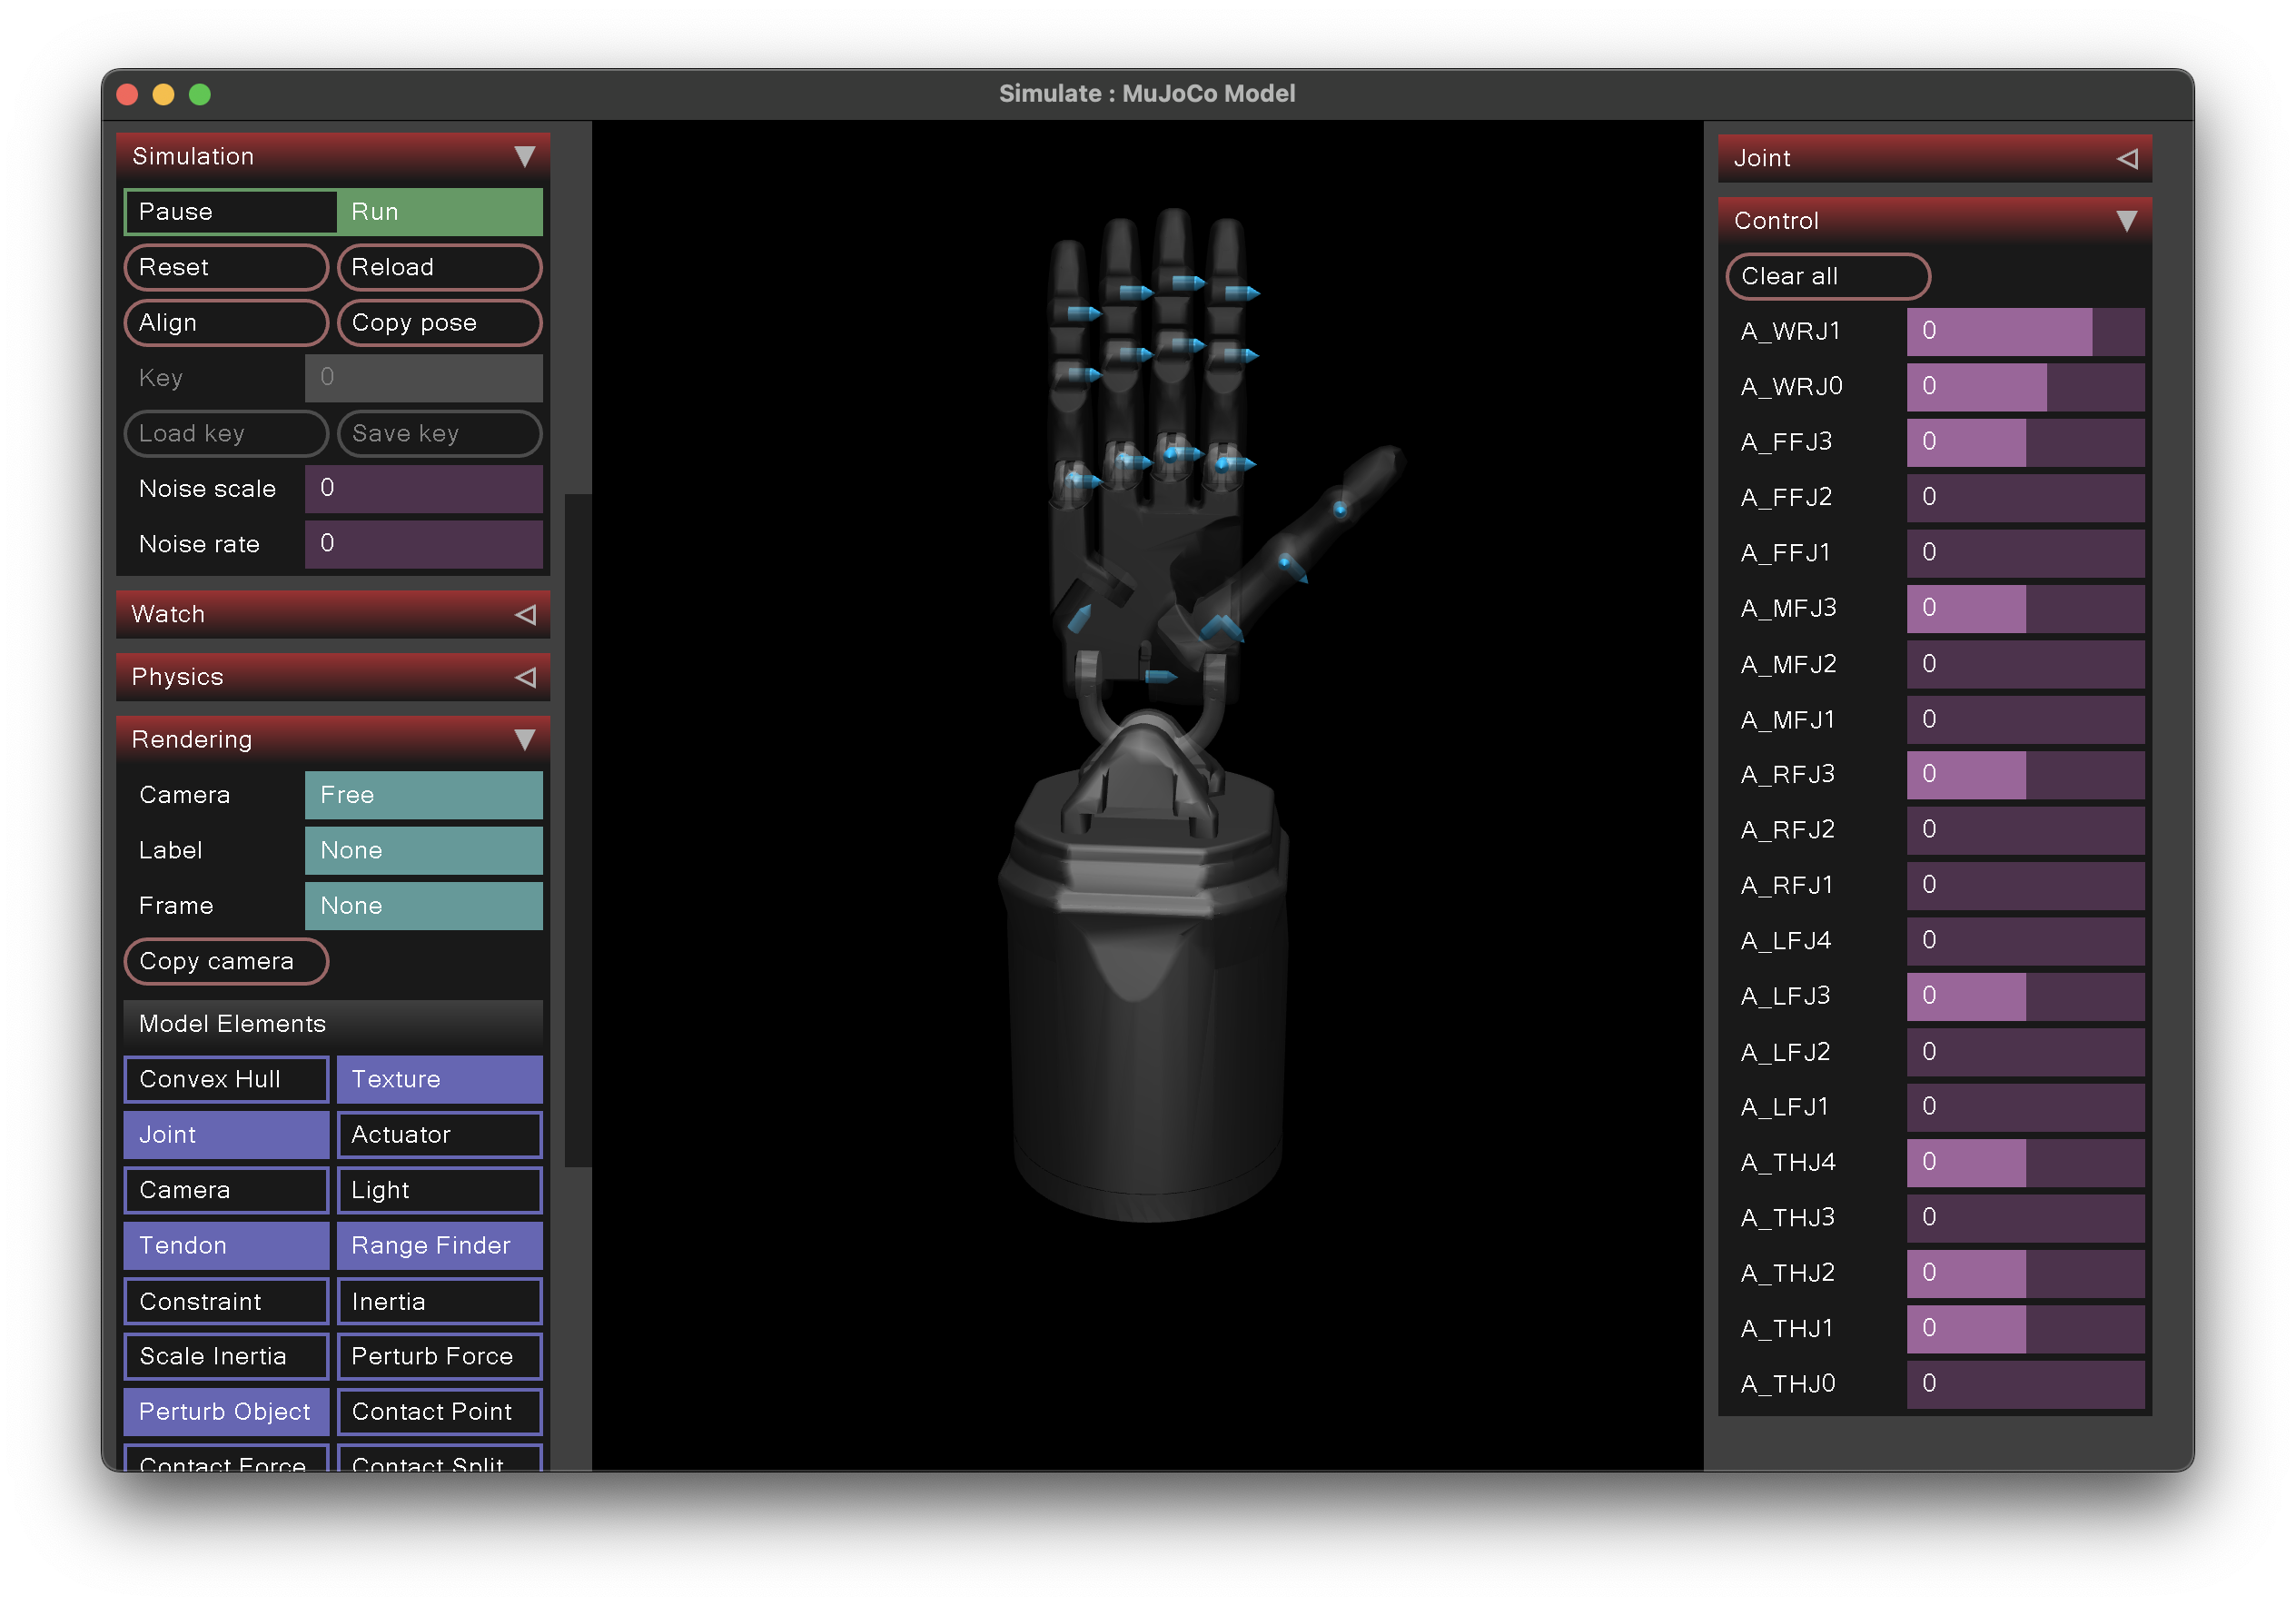 Simulate : MuJoCo Model
Simulation
Pause Run
Reset Reload
Align Copy pose
Key 0
Load key Save key
Noise scale 0
Noise rate 0
Watch
Physics
Rendering
Camera Free
Label None
Frame None
Copy camera
Model Elements
Convex Hull Texture
Joint Actuator
Camera Light
Tendon Range Finder
Constraint Inertia
Scale Inertia Perturb Force
Perturb Object Contact Point
Contact Force Contact Split
Joint
Control
Clear all
A_WRJ1 0
A_WRJ0 0
A_FFJ3 0
A_FFJ2 0
A_FFJ1 0
A_MFJ3 0
A_MFJ2 0
A_MFJ1 0
A_RFJ3 0
A_RFJ2 0
A_RFJ1 0
A_LFJ4 0
A_LFJ3 0
A_LFJ2 0
A_LFJ1 0
A_THJ4 0
A_THJ3 0
A_THJ2 0
A_THJ1 0
A_THJ0 0